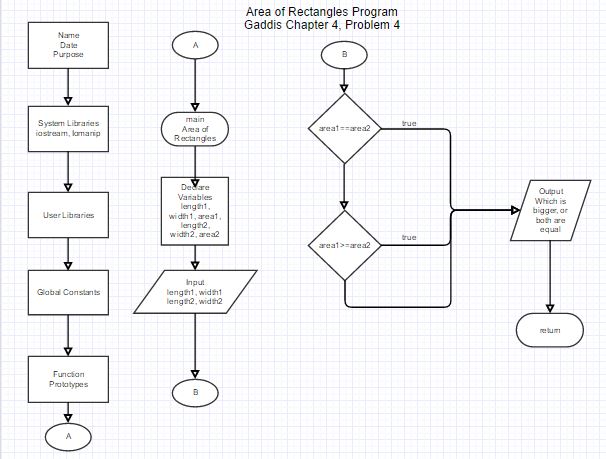 Area of Rectangles Program
Gaddis Chapter 4, Problem 4
Name
Date
Purpose
System Libraries
iostream, Iomanip
User Libraries
Global Constants
Function
Prototypes
A
A
main
Area of
Rectangles
Declare
Variables
length1,
width1, area1,
length2,
width2, area2
Input
length1, width1
length2, width2
B
B
area1==area2
true
area1>=area2
true
Output
Which is
bigger, or
both are
equal
return